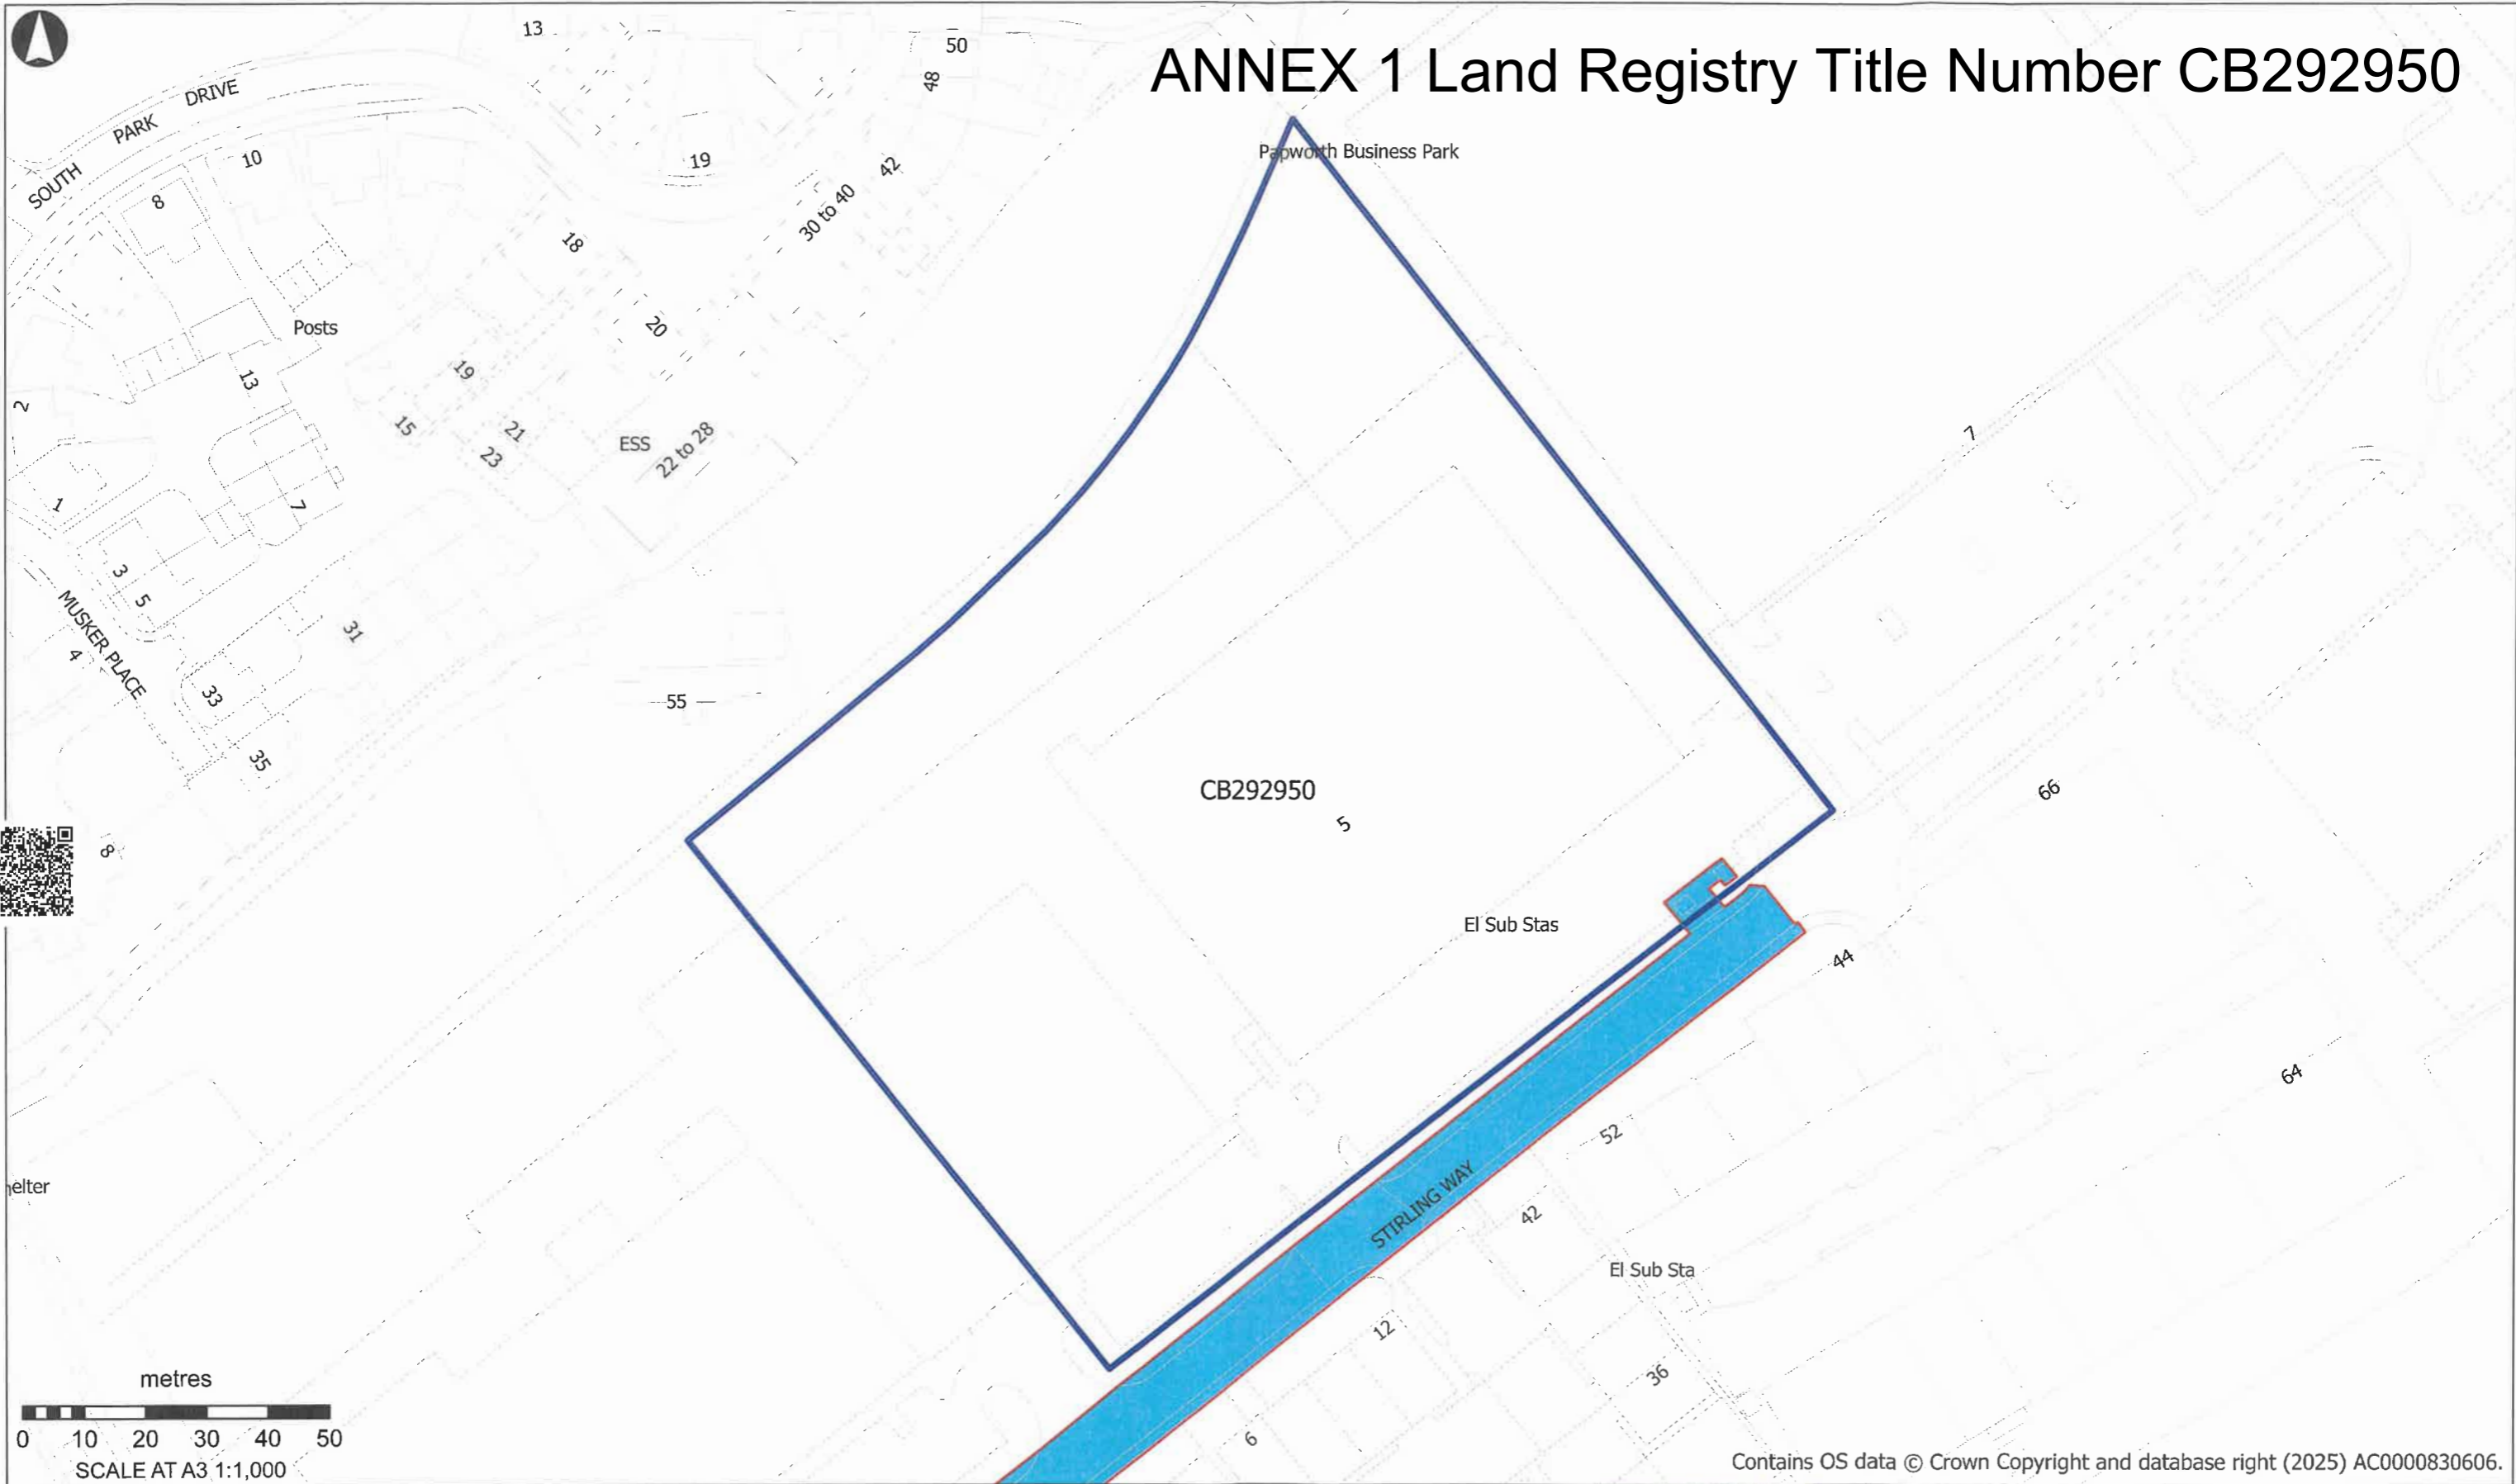 ANNEX 1 Land Registry Title Number CB292950
13
50
48
DRIVE
PARK
SOUTH
10
8
19
42
30 to 40
Papworth Business Park
18
20
Posts
13
19
2
15
21
23
ESS
22 to 28
7
1
7
3
5
MUSKER PLACE
4
31
33
35
55
CB292950
5
66
8
El Sub Stas
44
64
52
STIRLING WAY
42
elter
El Sub Sta
12
36
6
metres
0 10 20 30 40 50
SCALE AT A3 1:1,000
Contains OS data © Crown Copyright and database right (2025) AC0000830606.